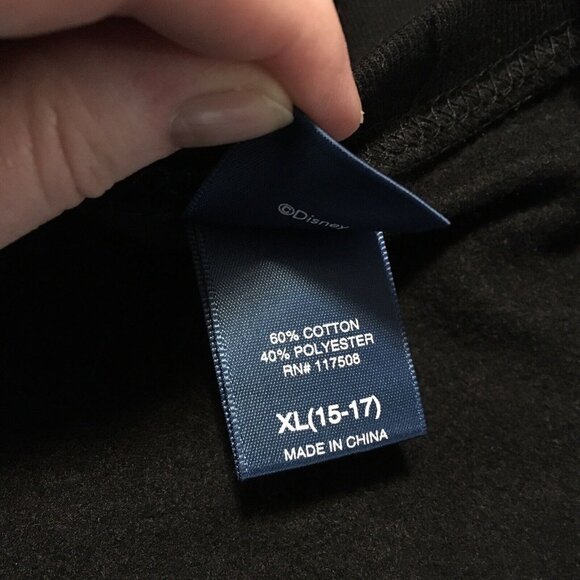 ©Disney
60% COTTON
40% POLYESTER
RN# 117508
XL(15-17)
MADE IN CHINA